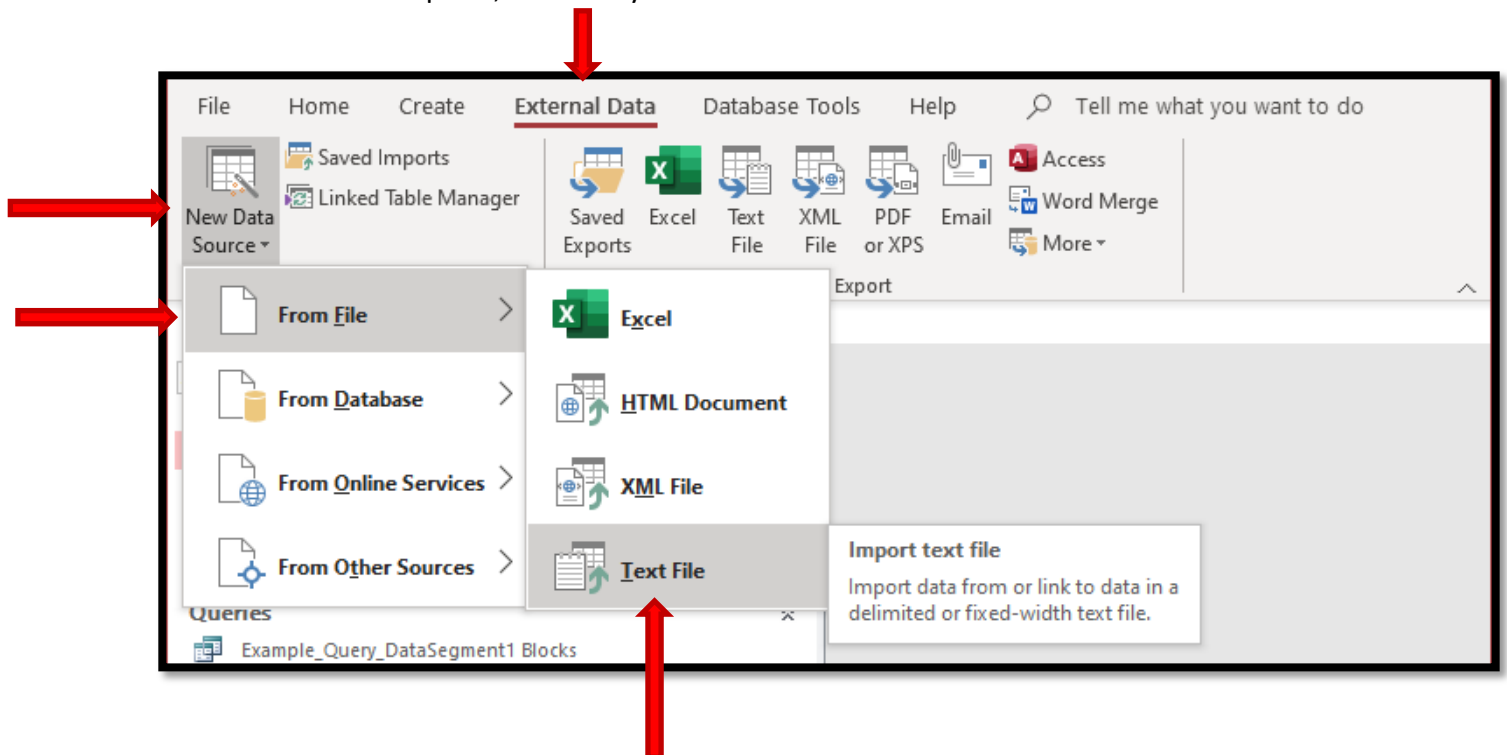 File Home Create External Data Database Tools Help Tell me what you want to do
Saved Imports
Linked Table Manager
New Data
Source
Saved
Exports
Excel
Text
File
XML
File
PDF
or XPS
Email
Access
Word Merge
More
Export
From File
From Database
From Online Services
From Other Sources
Excel
HTML Document
XML File
Text File
Import text file
Import data from or link to data in a
delimited or fixed-width text file.
Queries
Example_Query_DataSegment1 Blocks